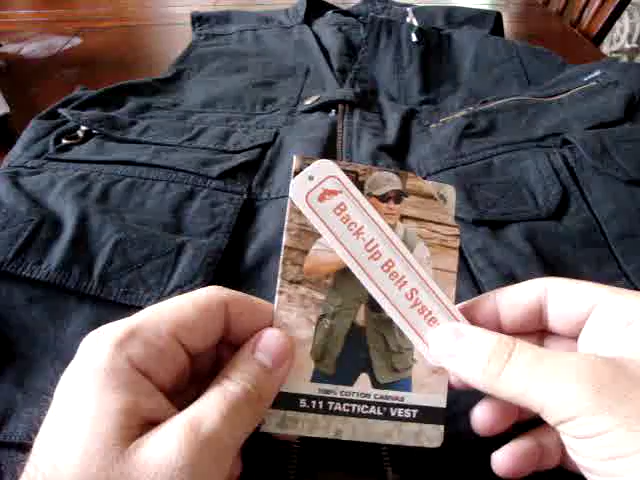 Back-Up Belt Syste
100% COTTON CANVAS
5.11 TACTICAL® VEST